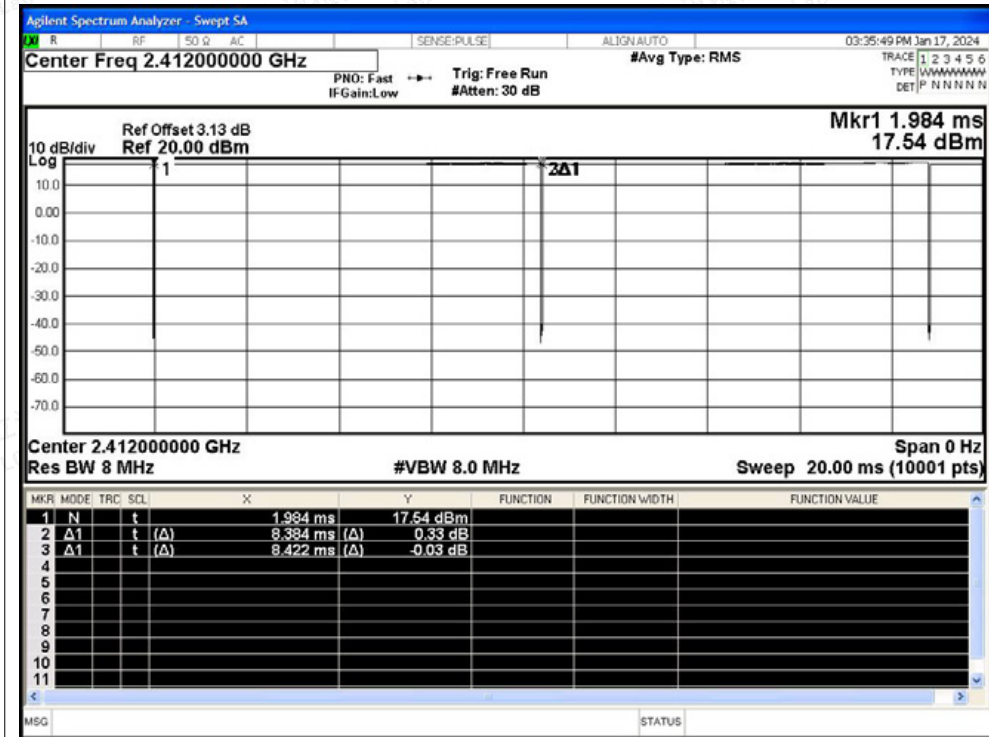 Agilent Spectrum Analyzer - Swept SA
R RF 50 Ω AC SENSE:PULSE ALIGN AUTO 03:35:49 PM Jan 17, 2024
Center Freq 2.412000000 GHz #Avg Type: RMS TRACE 1 2 3 4 5 6
PNO: Fast Trig: Free Run TYPE WWWWWW
IFGain:Low #Atten: 30 dB DET P N N N N N
Mkr1 1.984 ms
Ref Offset 3.13 dB
10 dB/div Ref 20.00 dBm 17.54 dBm
Log
1 3Δ1
10.0
0.00
-10.0
-20.0
-30.0
-40.0
-50.0
-60.0
-70.0
Center 2.412000000 GHz Span 0 Hz
Res BW 8 MHz #VBW 8.0 MHz Sweep 20.00 ms (10001 pts)
MKR MODE TRC SCL X Y FUNCTION FUNCTION WIDTH FUNCTION VALUE
1 N t 1.984 ms 17.54 dBm
2 Δ1 t (Δ) 8.384 ms (Δ) 0.33 dB
3 Δ1 t (Δ) 8.422 ms (Δ) -0.03 dB
4
5
6
7
8
9
10
11
MSG STATUS